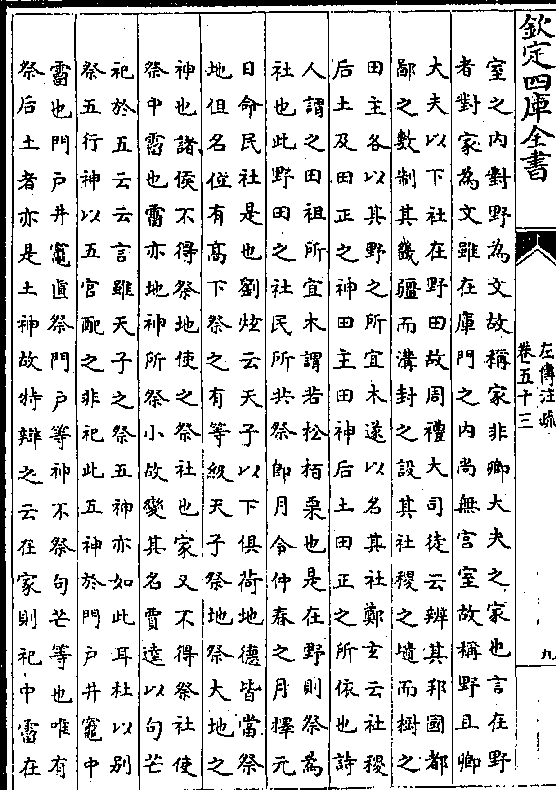 欽定四庫全書
左傳注疏
卷五十三
九
室之内對野為文故稱家非卿大夫之家也言在野
者對家為文雖在庫門之内尚無宫室故稱野且卿
大夫以下社在野田故周禮大司徒云辨其邦國都
鄙之數制其畿疆而溝封之設其社稷之壝而樹之
田主各以其野之所宜木遂以名其社鄭玄云社稷
后土及田正之神田主田神后土田正之所依也詩
人謂之田祖所宜木謂若松栢栗也是在野則祭為
社也此野田之社民所共祭即月令仲春之月擇元
日命民社是也劉炫云天子以下俱荷地德皆當祭
地但名位有高下祭之有等級天子祭地祭大地之
神也諸侯不得祭地使之祭社也家又不得祭社使
祭中霤也霤亦地神所祭小故變其名賈逵以句芒
祀於五云云言雖天子之祭五神亦如此耳杜以别
祭五行神以五官配之非祀此五神於門户井竈中
霤也門户井竈直祭門户等神不祭句芒等也唯有
祭后土者亦是土神故特辯之云在家則祀中霤在